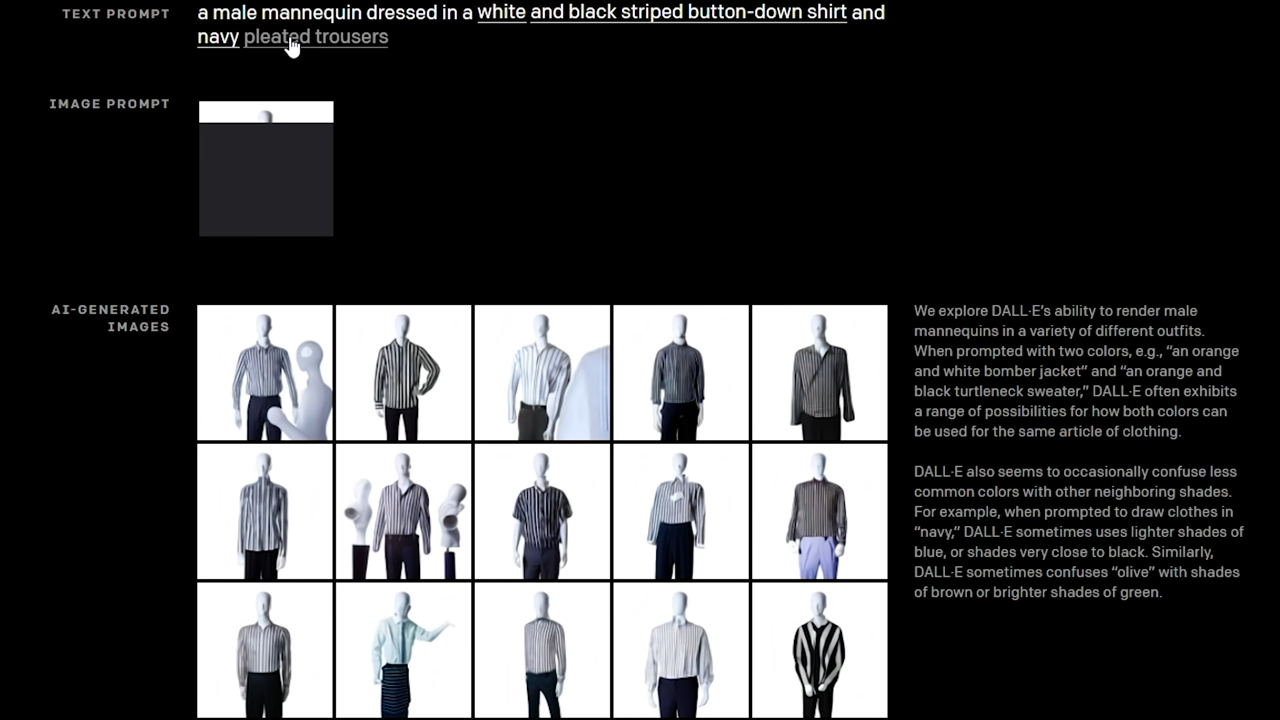 TEXT PROMPT
a male mannequin dressed in a white and black striped button-down shirt and
navy pleated trousers
IMAGE PROMPT
AI-GENERATED
IMAGES
We explore DALL·E’s ability to render male
mannequins in a variety of different outfits.
When prompted with two colors, e.g., “an orange
and white bomber jacket“ and “an orange and
black turtleneck sweater,” DALL·E often exhibits
a range of possibilities for how both colors can
be used for the same article of clothing.
DALL·E also seems to occasionally confuse less
common colors with other neighboring shades.
For example, when prompted to draw clothes in
“navy,” DALL·E sometimes uses lighter shades of
blue, or shades very close to black. Similarly,
DALL·E sometimes confuses “olive” with shades
of brown or brighter shades of green.